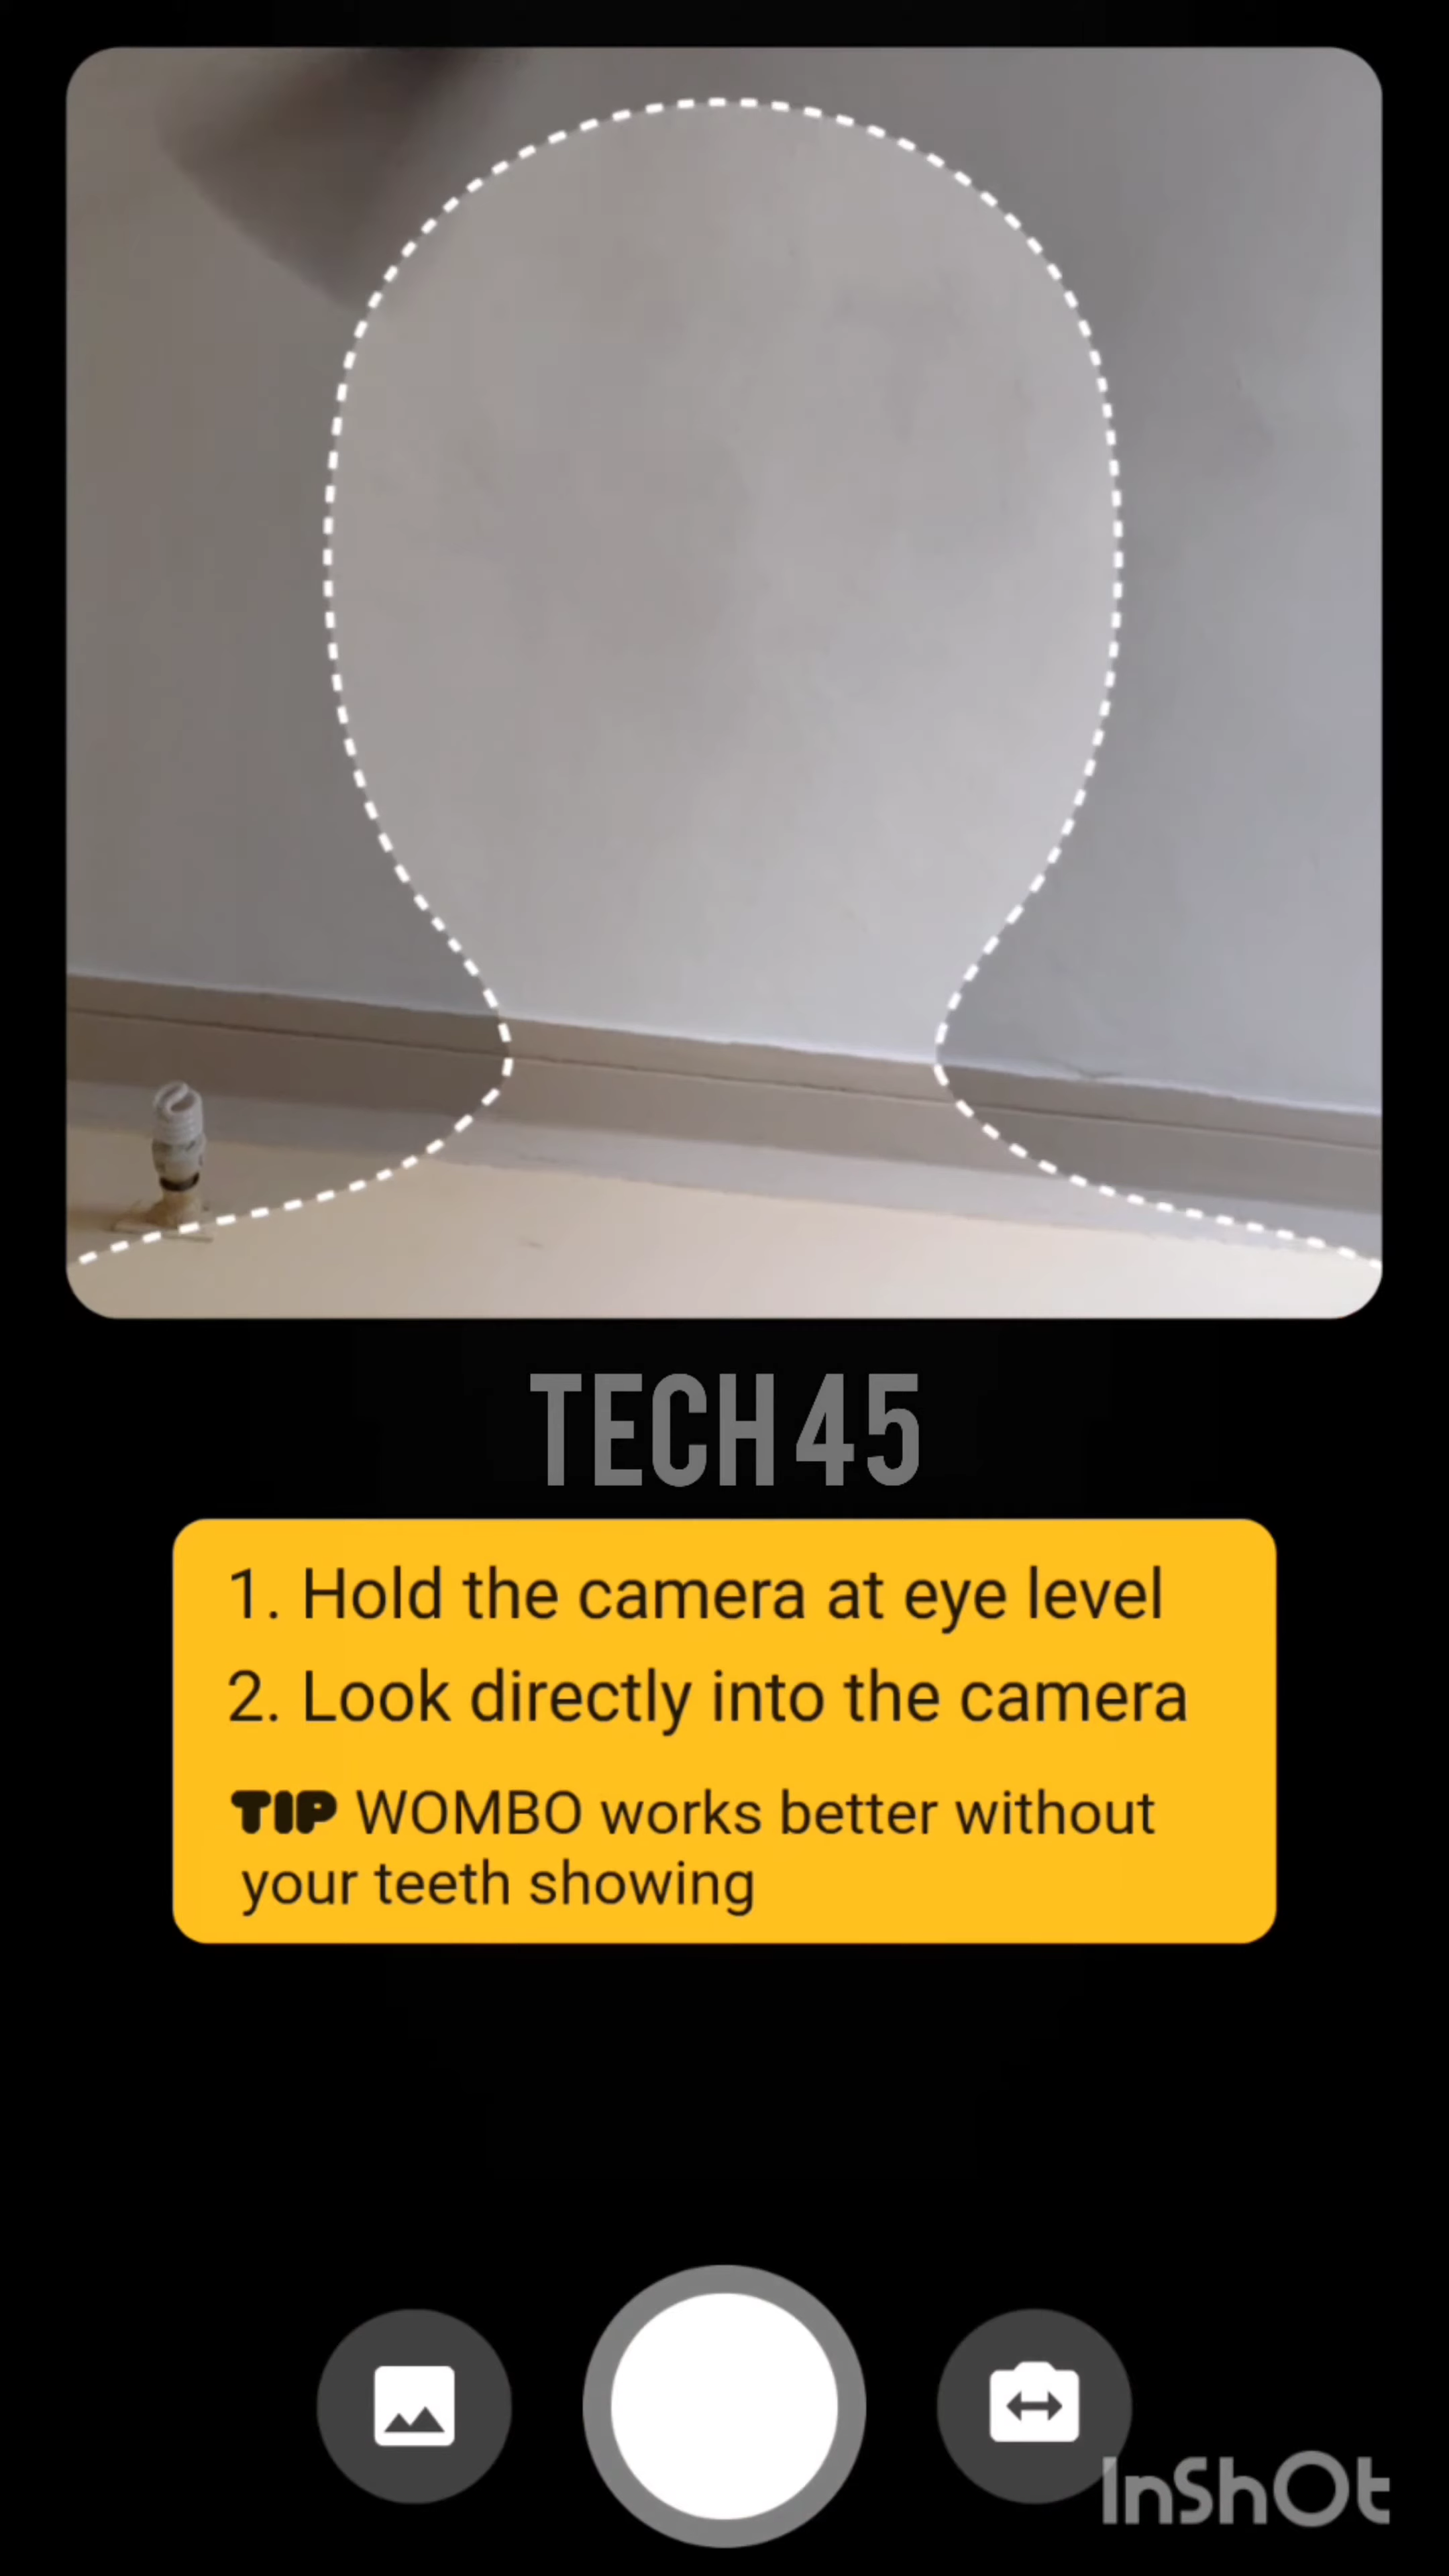 TECH 45
1. Hold the camera at eye level
2. Look directly into the camera
TIP WOMBO works better without
your teeth showing
InShOt